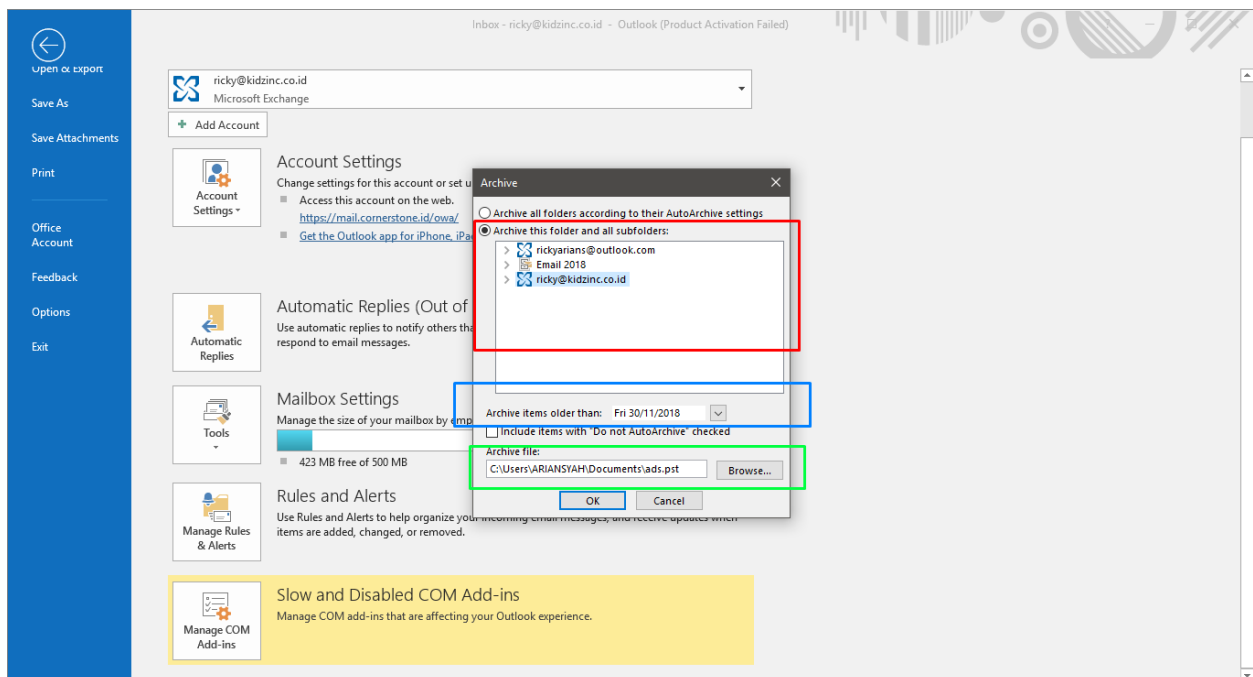 Inbox - ricky@kidzinc.co.id - Outlook (Product Activation Failed)
Open & Export
Save As
Save Attachments
Print
Office
Account
Feedback
Options
Exit
ricky@kidzinc.co.id
Microsoft Exchange
Add Account
Account
Settings
Account Settings
Change settings for this account or set u
Access this account on the web.
https://mail.cornerstone.id/owa/
Get the Outlook app for iPhone, iPa
Automatic
Replies
Automatic Replies (Out of
Use automatic replies to notify others tha
respond to email messages.
Tools
Mailbox Settings
Manage the size of your mailbox by emp
423 MB free of 500 MB
Manage Rules
& Alerts
Rules and Alerts
Use Rules and Alerts to help organize your incoming email messages, and receive updates when
items are added, changed, or removed.
Manage COM
Add-ins
Slow and Disabled COM Add-ins
Manage COM add-ins that are affecting your Outlook experience.
Archive
Archive all folders according to their AutoArchive settings
Archive this folder and all subfolders:
rickyarians@outlook.com
Email 2018
ricky@kidzinc.co.id
Archive items older than: Fri 30/11/2018
Include items with "Do not AutoArchive" checked
Archive file:
C:\Users\ARIANSYAH\Documents\ads.pst
Browse...
OK
Cancel